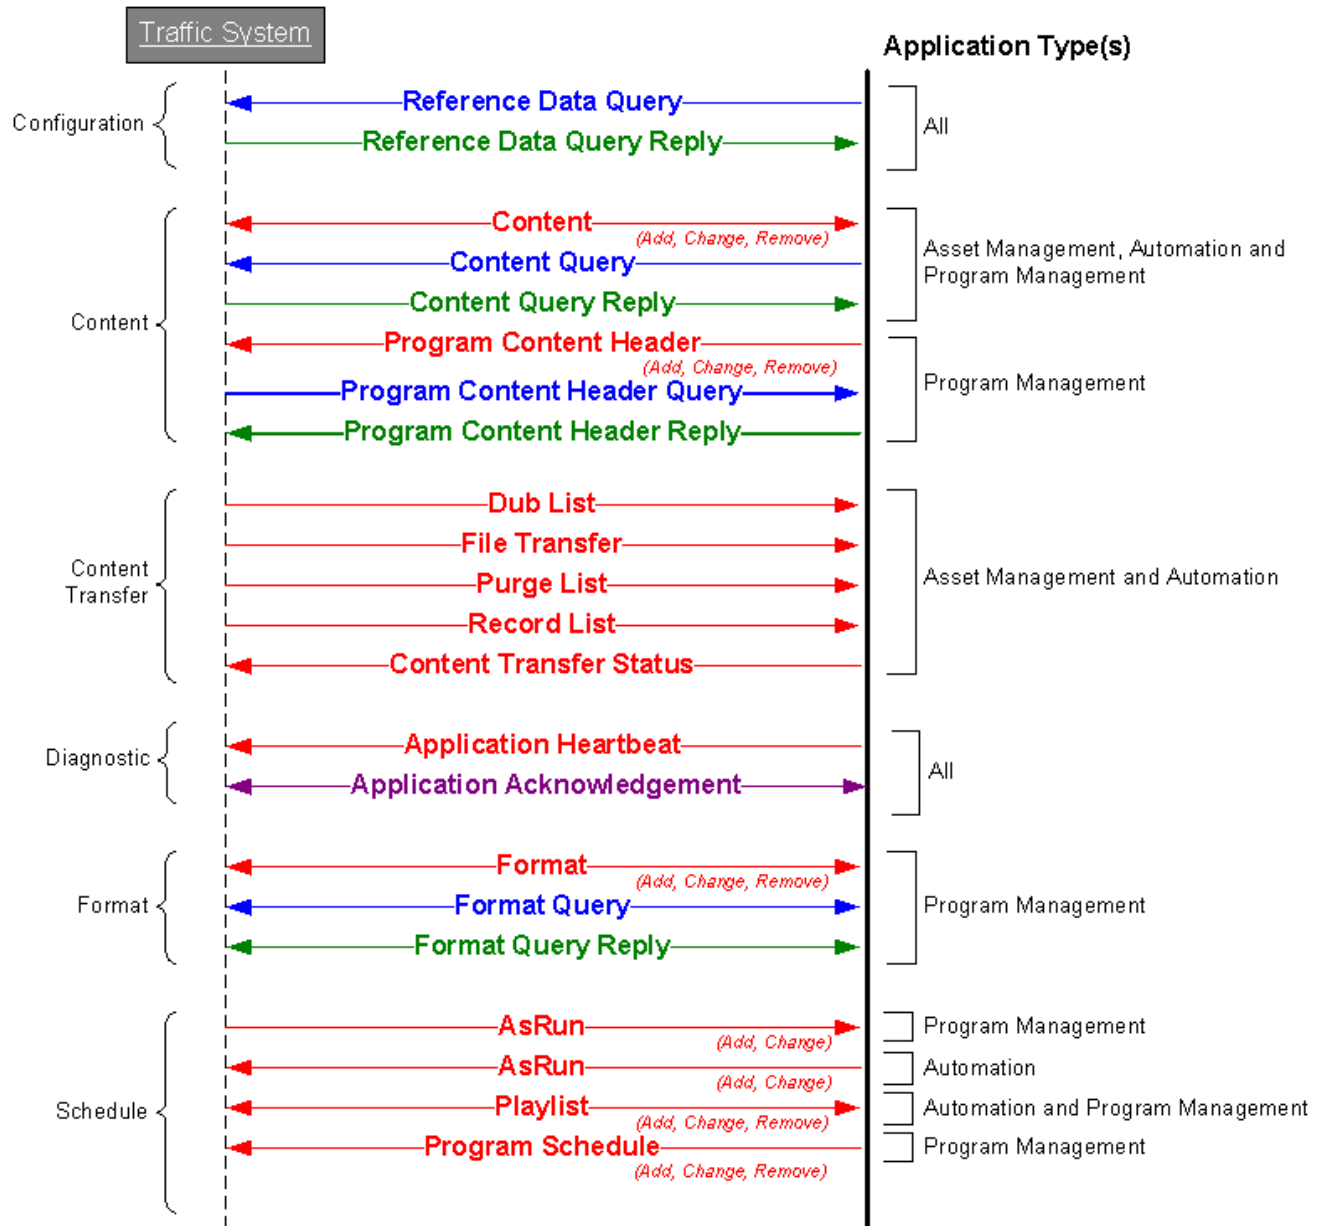 Traffic System
Application Type(s)
Configuration
Reference Data Query
Reference Data Query Reply
All
Content
Content
(Add, Change, Remove)
Content Query
Content Query Reply
Asset Management, Automation and
Program Management
Program Content Header
(Add, Change, Remove)
Program Content Header Query
Program Content Header Reply
Program Management
Content
Transfer
Dub List
File Transfer
Purge List
Record List
Content Transfer Status
Asset Management and Automation
Diagnostic
Application Heartbeat
Application Acknowledgement
All
Format
Format
(Add, Change, Remove)
Format Query
Format Query Reply
Program Management
Schedule
AsRun
(Add, Change)
Program Management
AsRun
(Add, Change)
Automation
Playlist
(Add, Change, Remove)
Automation and Program Management
Program Schedule
(Add, Change, Remove)
Program Management